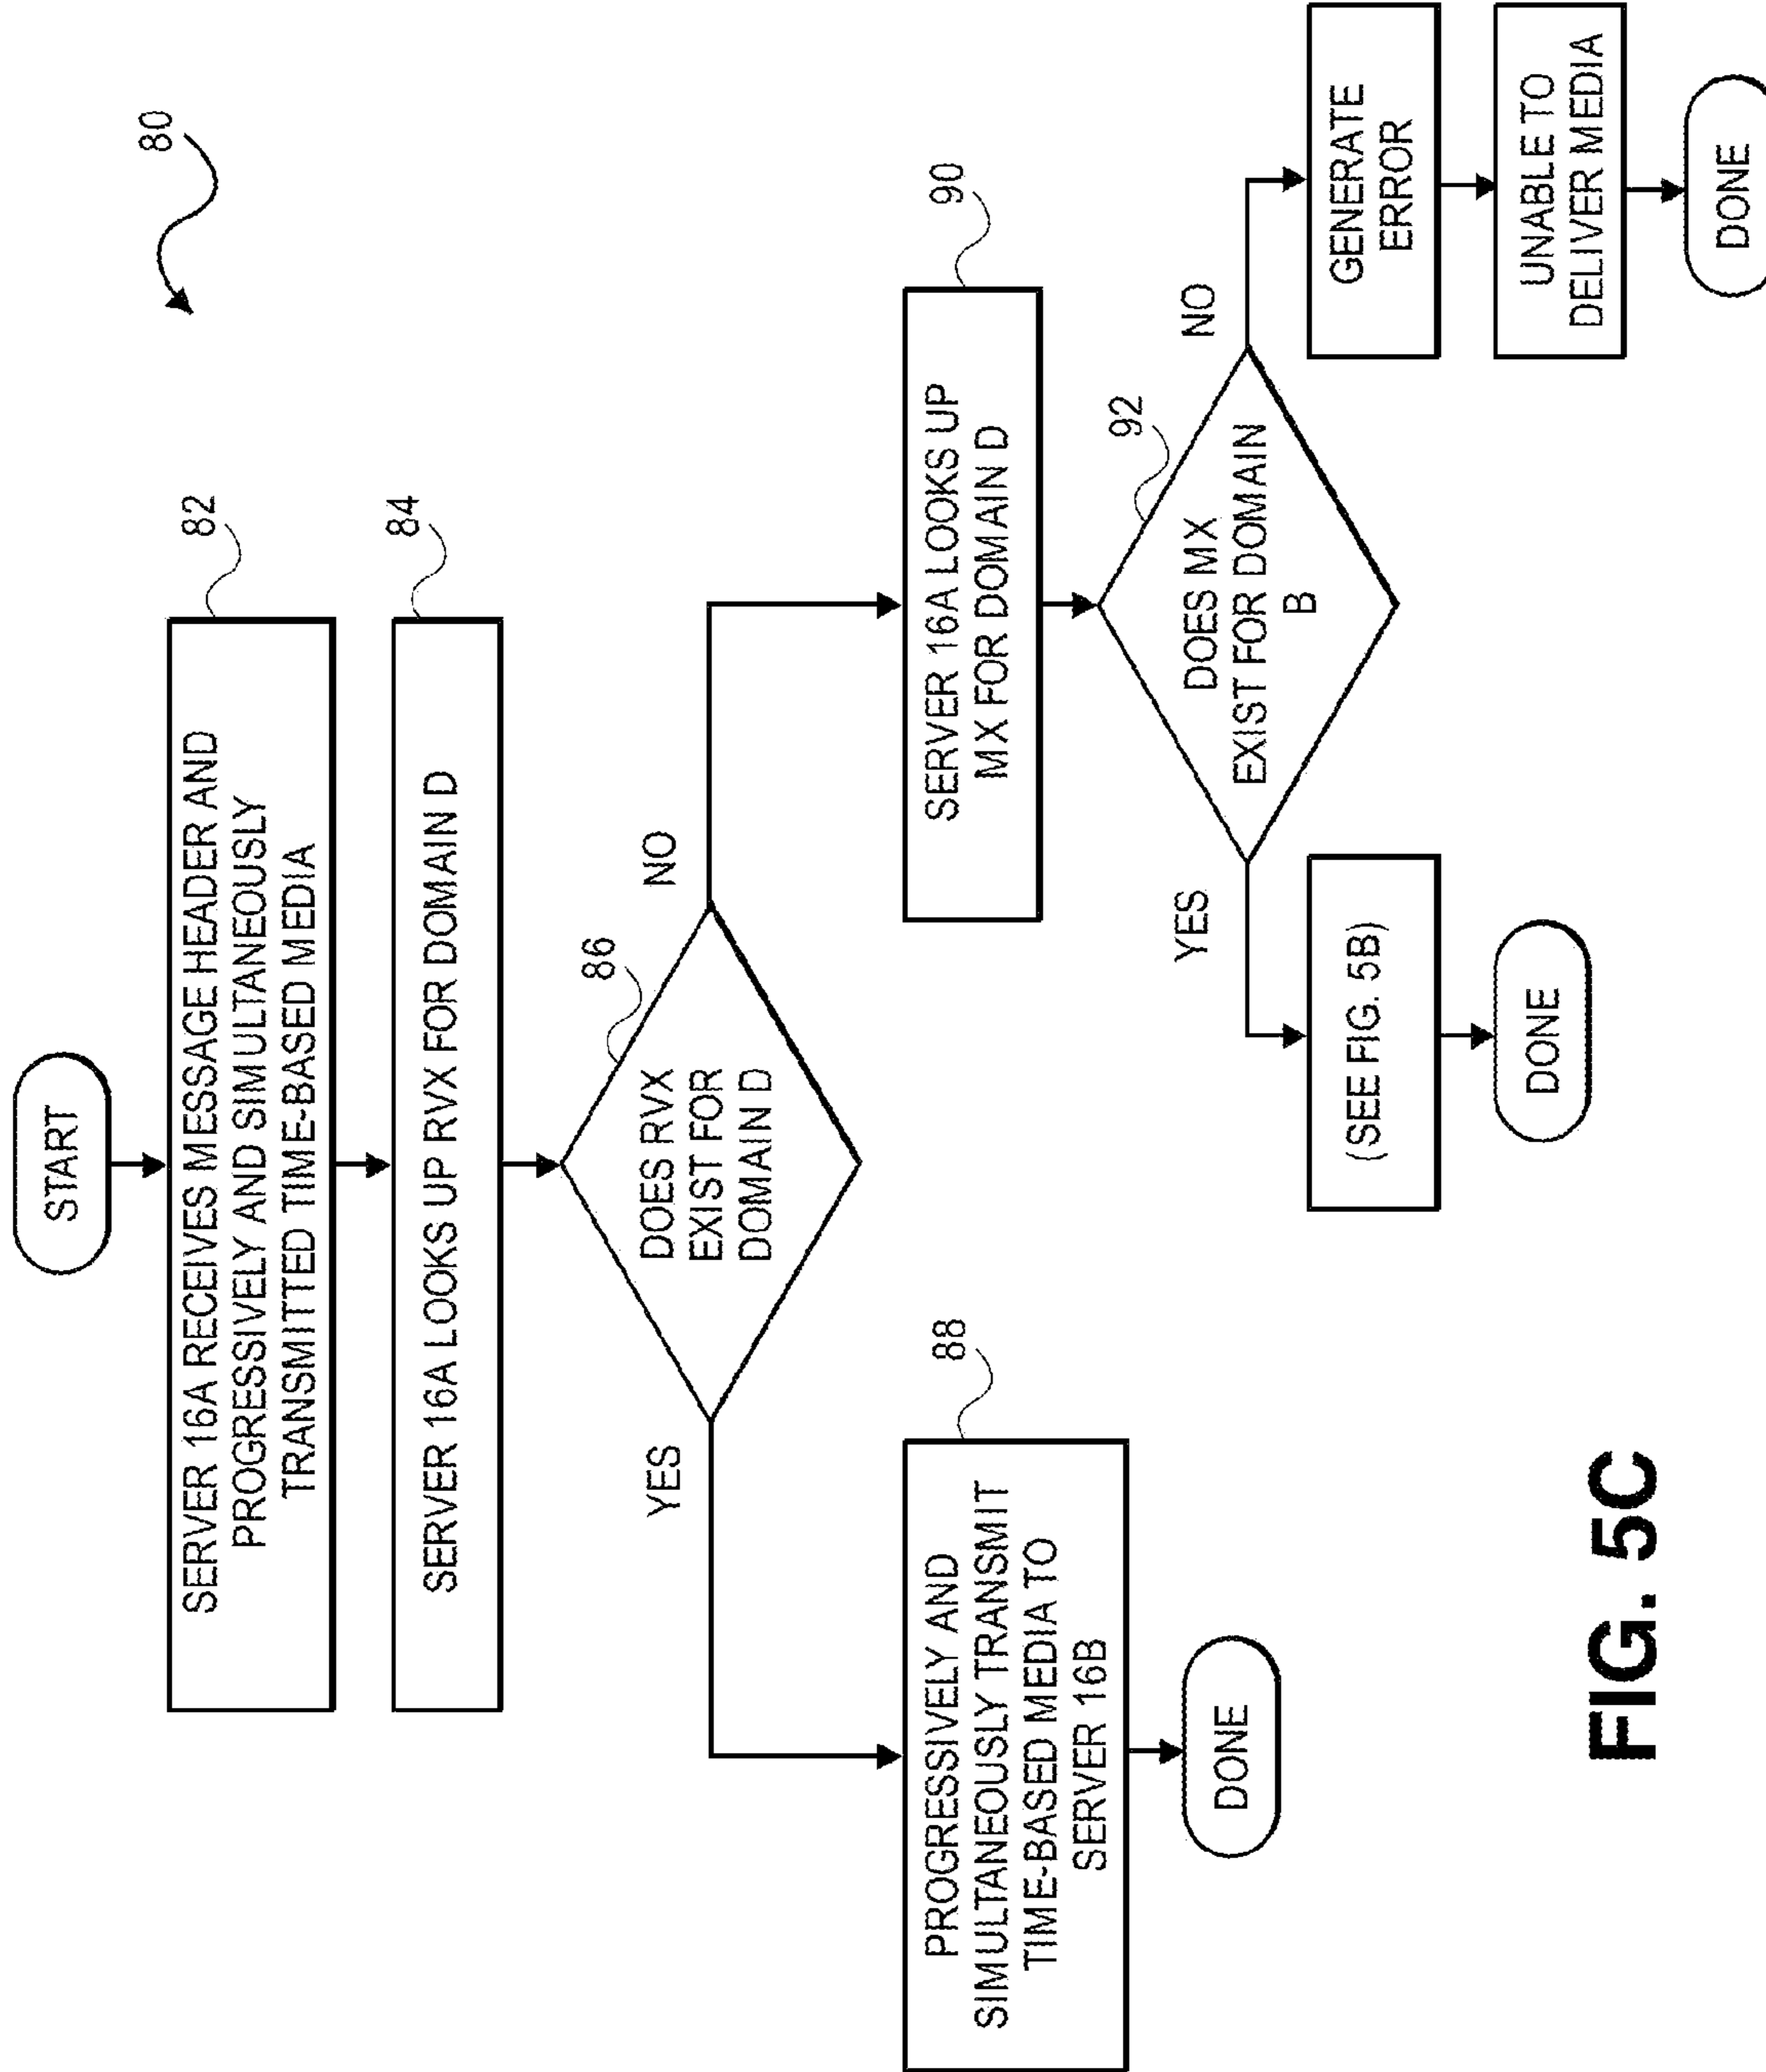 80
START
SERVER 16A RECEIVES MESSAGE HEADER AND
PROGRESSIVELY AND SIMULTANEOUSLY
TRANSMITTED TIME-BASED MEDIA
82
SERVER 16A LOOKS UP RVX FOR DOMAIN D
84
DOES RVX
EXIST FOR
DOMAIN D
86
YES
NO
PROGRESSIVELY AND
SIMULTANEOUSLY TRANSMIT
TIME-BASED MEDIA TO
SERVER 16B
88
DONE
SERVER 16A LOOKS UP
MX FOR DOMAIN D
90
DOES MX
EXIST FOR DOMAIN
B
92
YES
NO
(SEE FIG. 5B)
DONE
GENERATE
ERROR
UNABLE TO
DELIVER MEDIA
DONE
FIG. 5C